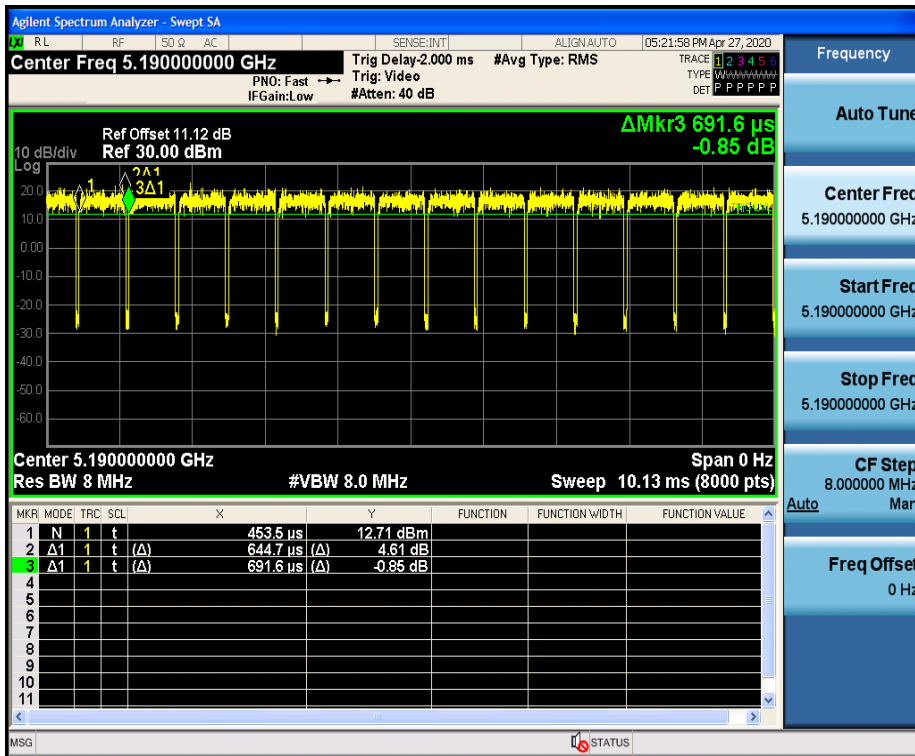 Agilent Spectrum Analyzer - Swept SA
LXI RL RF 50 Ω AC SENSE:INT ALIGNAUTO 05:21:58 PM Apr 27, 2020
Center Freq 5.190000000 GHz
PNO: Fast
IFGain:Low
Trig Delay-2.000 ms
Trig: Video
#Atten: 40 dB
#Avg Type: RMS
TRACE 1 2 3 4 5 6
TYPE WWWWWW
DET P P P P P P
Frequency
Auto Tune
Center Freq
5.190000000 GHz
Start Freq
5.190000000 GHz
Stop Freq
5.190000000 GHz
CF Step
8.000000 MHz
Auto Man
Freq Offset
0 Hz
ΔMkr3 691.6 µs
-0.85 dB
Ref Offset 11.12 dB
10 dB/div Ref 30.00 dBm
Log
1
2Δ1
3Δ1
20.0
10.0
0.00
-10.0
-20.0
-30.0
-40.0
-50.0
-60.0
Center 5.190000000 GHz Span 0 Hz
Res BW 8 MHz #VBW 8.0 MHz Sweep 10.13 ms (8000 pts)
MKR MODE TRC SCL X Y FUNCTION FUNCTION WIDTH FUNCTION VALUE
1 N 1 t 453.5 µs 12.71 dBm
2 Δ1 1 t (Δ) 644.7 µs (Δ) 4.61 dB
3 Δ1 1 t (Δ) 691.6 µs (Δ) -0.85 dB
4
5
6
7
8
9
10
11
MSG STATUS